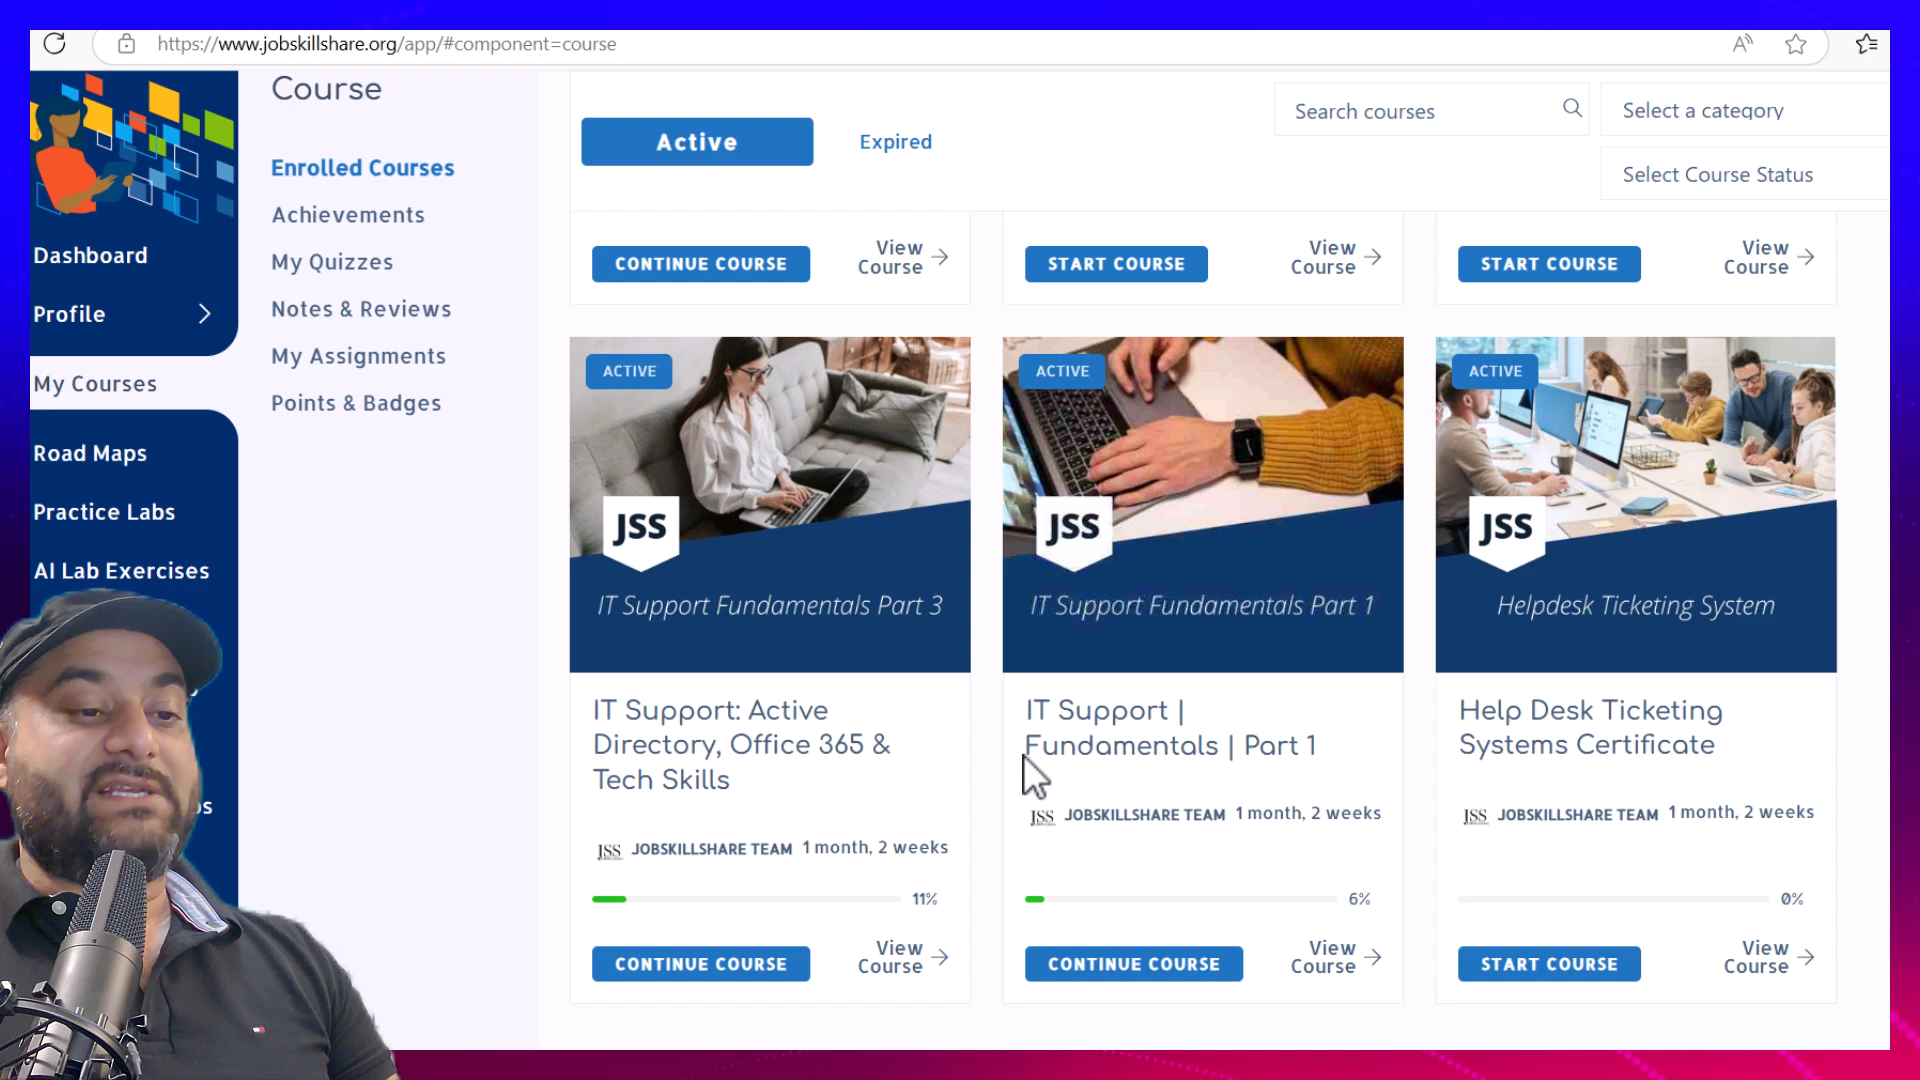 https://www.jobskillshare.org/app/#component=course
Course
Search courses
Select a category
Active
Expired
Select Course Status
Enrolled Courses
Achievements
My Quizzes
Notes & Reviews
My Assignments
Points & Badges
Dashboard
Profile
My Courses
Road Maps
Practice Labs
AI Lab Exercises
CONTINUE COURSE
View
Course
START COURSE
View
Course
START COURSE
View
Course
ACTIVE
JSS
IT Support Fundamentals Part 3
IT Support: Active
Directory, Office 365 &
Tech Skills
JSS
JOBSKILLSHARE TEAM 1 month, 2 weeks
11%
CONTINUE COURSE
View
Course
ACTIVE
JSS
IT Support Fundamentals Part 1
IT Support |
Fundamentals | Part 1
JSS
JOBSKILLSHARE TEAM 1 month, 2 weeks
6%
CONTINUE COURSE
View
Course
ACTIVE
JSS
Helpdesk Ticketing System
Help Desk Ticketing
Systems Certificate
JSS
JOBSKILLSHARE TEAM 1 month, 2 weeks
0%
START COURSE
View
Course